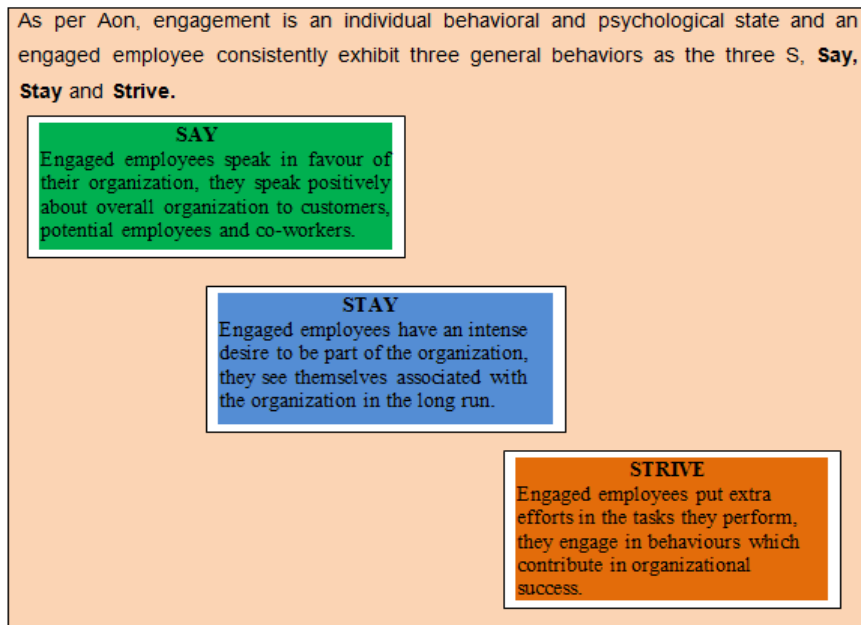 As per Aon, engagement is an individual behavioral and psychological state and an
engaged employee consistently exhibit three general behaviors as the three S, Say,
Stay and Strive.
SAY
Engaged employees speak in favour of
their organization, they speak positively
about overall organization to customers,
potential employees and co-workers.
STAY
Engaged employees have an intense
desire to be part of the organization,
they see themselves associated with
the organization in the long run.
STRIVE
Engaged employees put extra
efforts in the tasks they perform,
they engage in behaviours which
contribute in organizational
success.